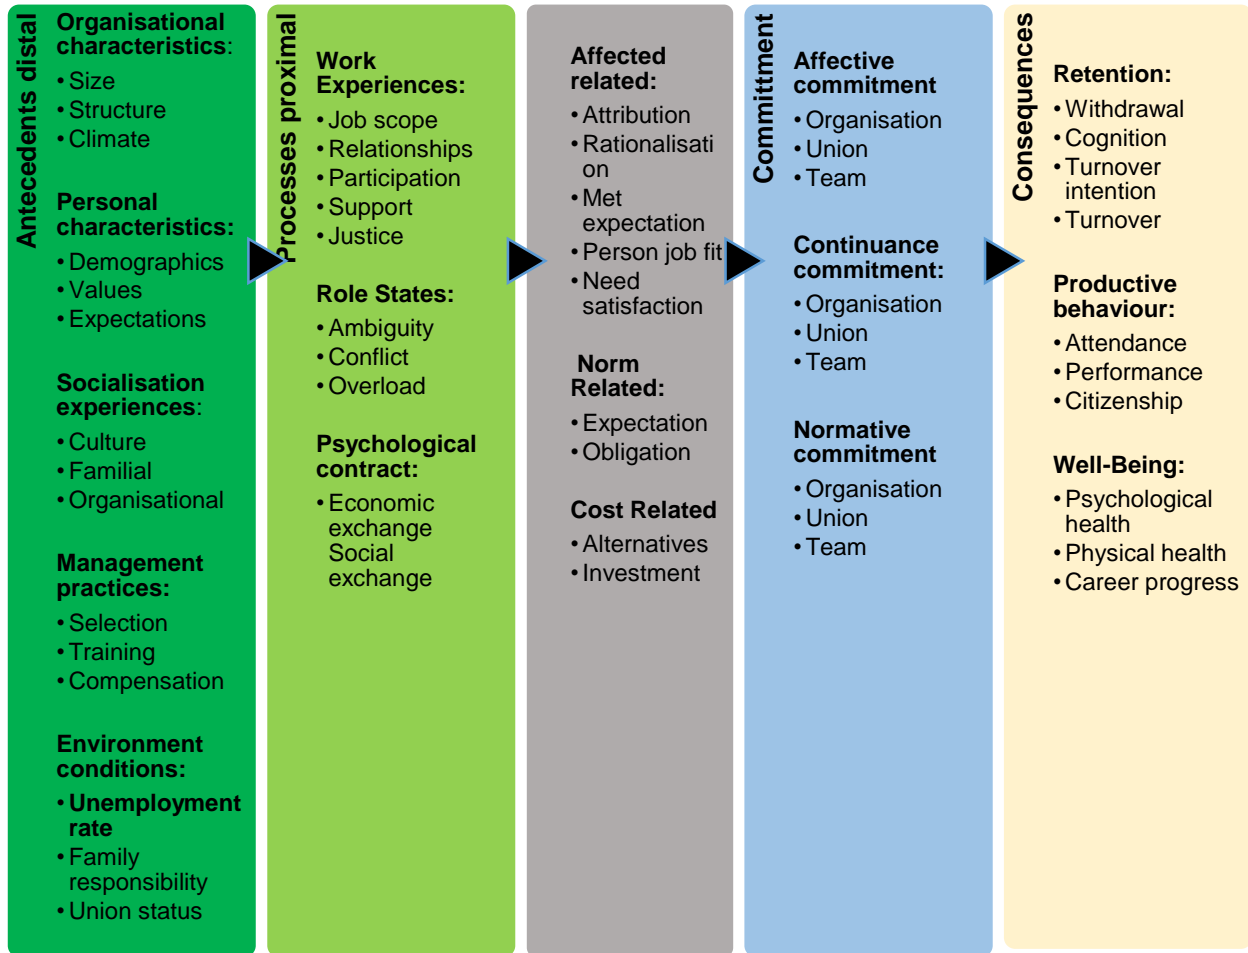 Antecedents distal
Organisational
characteristics:
• Size
• Structure
• Climate
Personal
characteristics:
• Demographics
• Values
• Expectations
Socialisation
experiences:
• Culture
• Familial
• Organisational
Management
practices:
• Selection
• Training
• Compensation
Environment
conditions:
• Unemployment
rate
• Family
responsibility
• Union status
Processes proximal
Work
Experiences:
• Job scope
• Relationships
• Participation
• Support
• Justice
Role States:
• Ambiguity
• Conflict
• Overload
Psychological
contract:
• Economic
exchange
Social
exchange
Affected
related:
• Attribution
• Rationalisati
on
• Met
expectation
• Person job fit
• Need
satisfaction
Norm
Related:
• Expectation
• Obligation
Cost Related
• Alternatives
• Investment
Committment
Affective
commitment
• Organisation
• Union
• Team
Continuance
commitment:
• Organisation
• Union
• Team
Normative
commitment
• Organisation
• Union
• Team
Consequences
Retention:
• Withdrawal
• Cognition
• Turnover
intention
• Turnover
Productive
behaviour:
• Attendance
• Performance
• Citizenship
Well-Being:
• Psychological
health
• Physical health
• Career progress